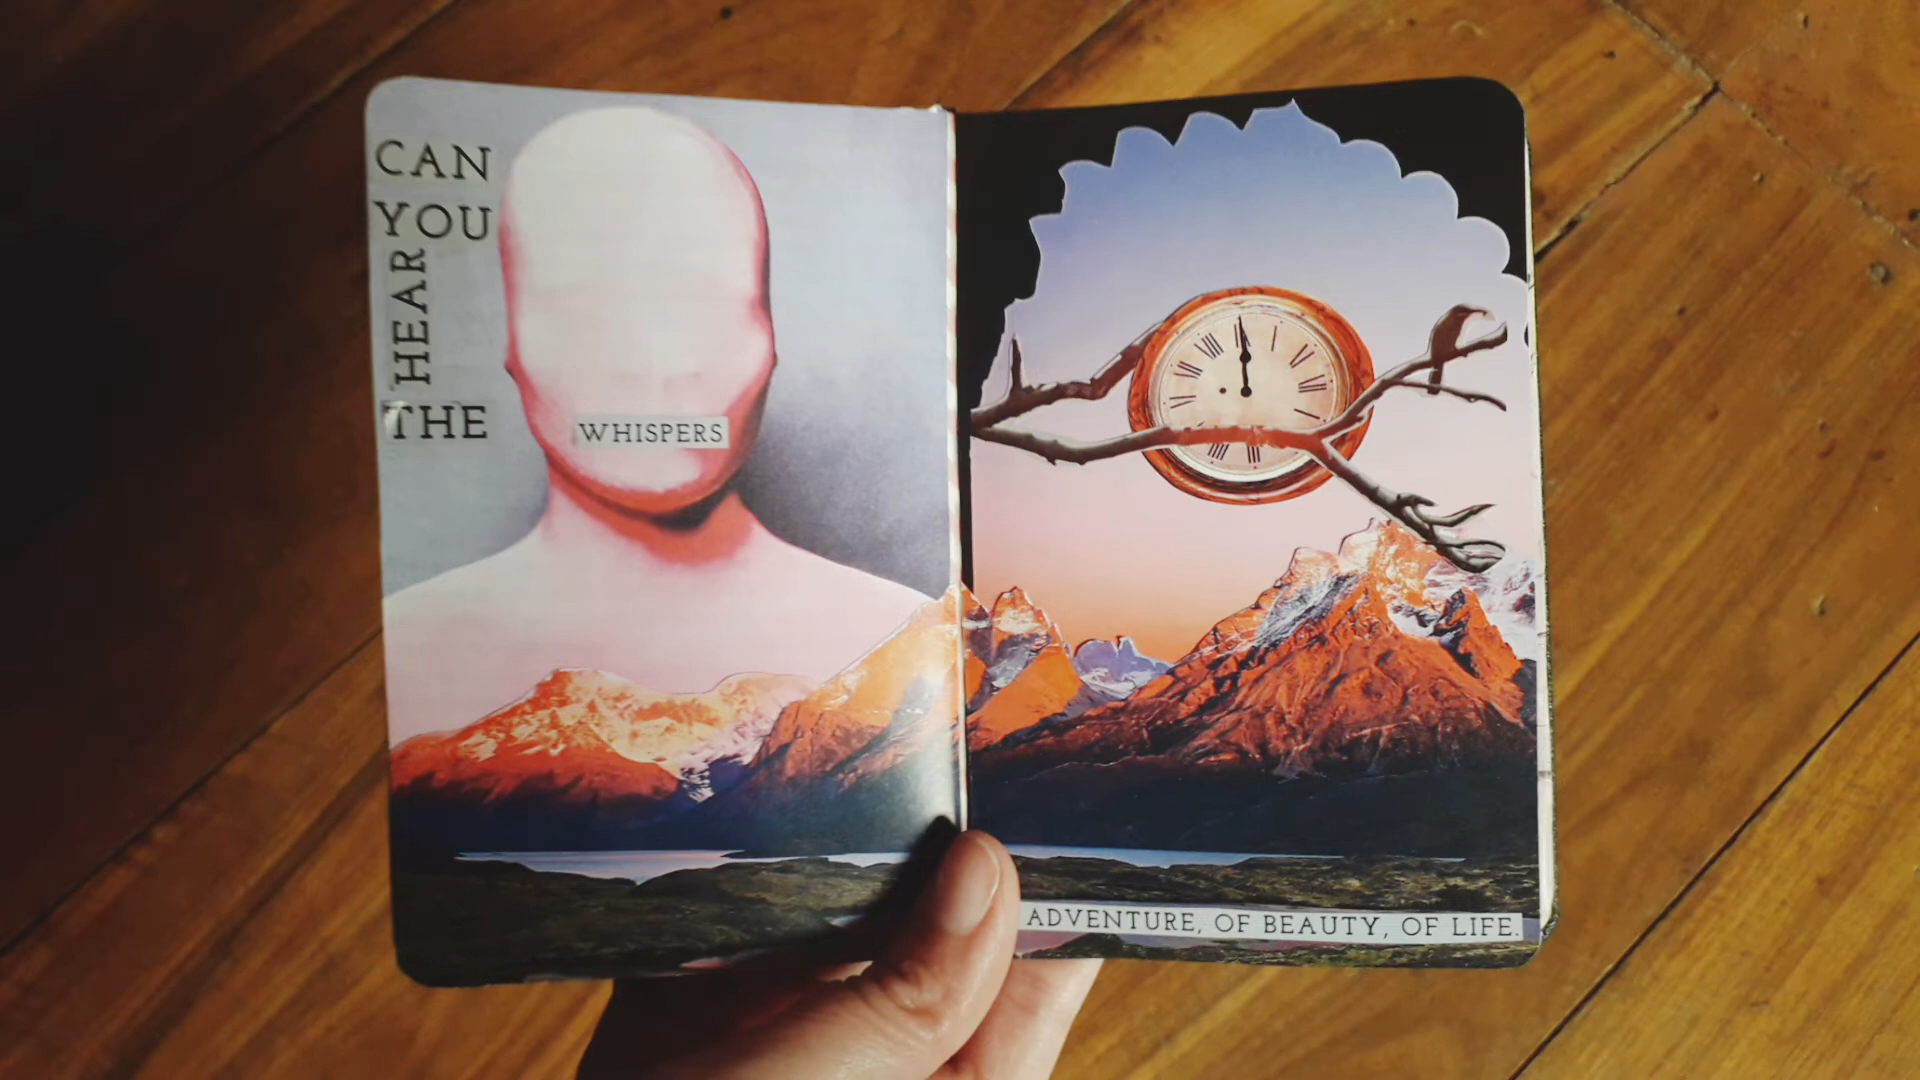 CAN
YOU
HEAR
THE
WHISPERS
ADVENTURE, OF BEAUTY, OF LIFE.